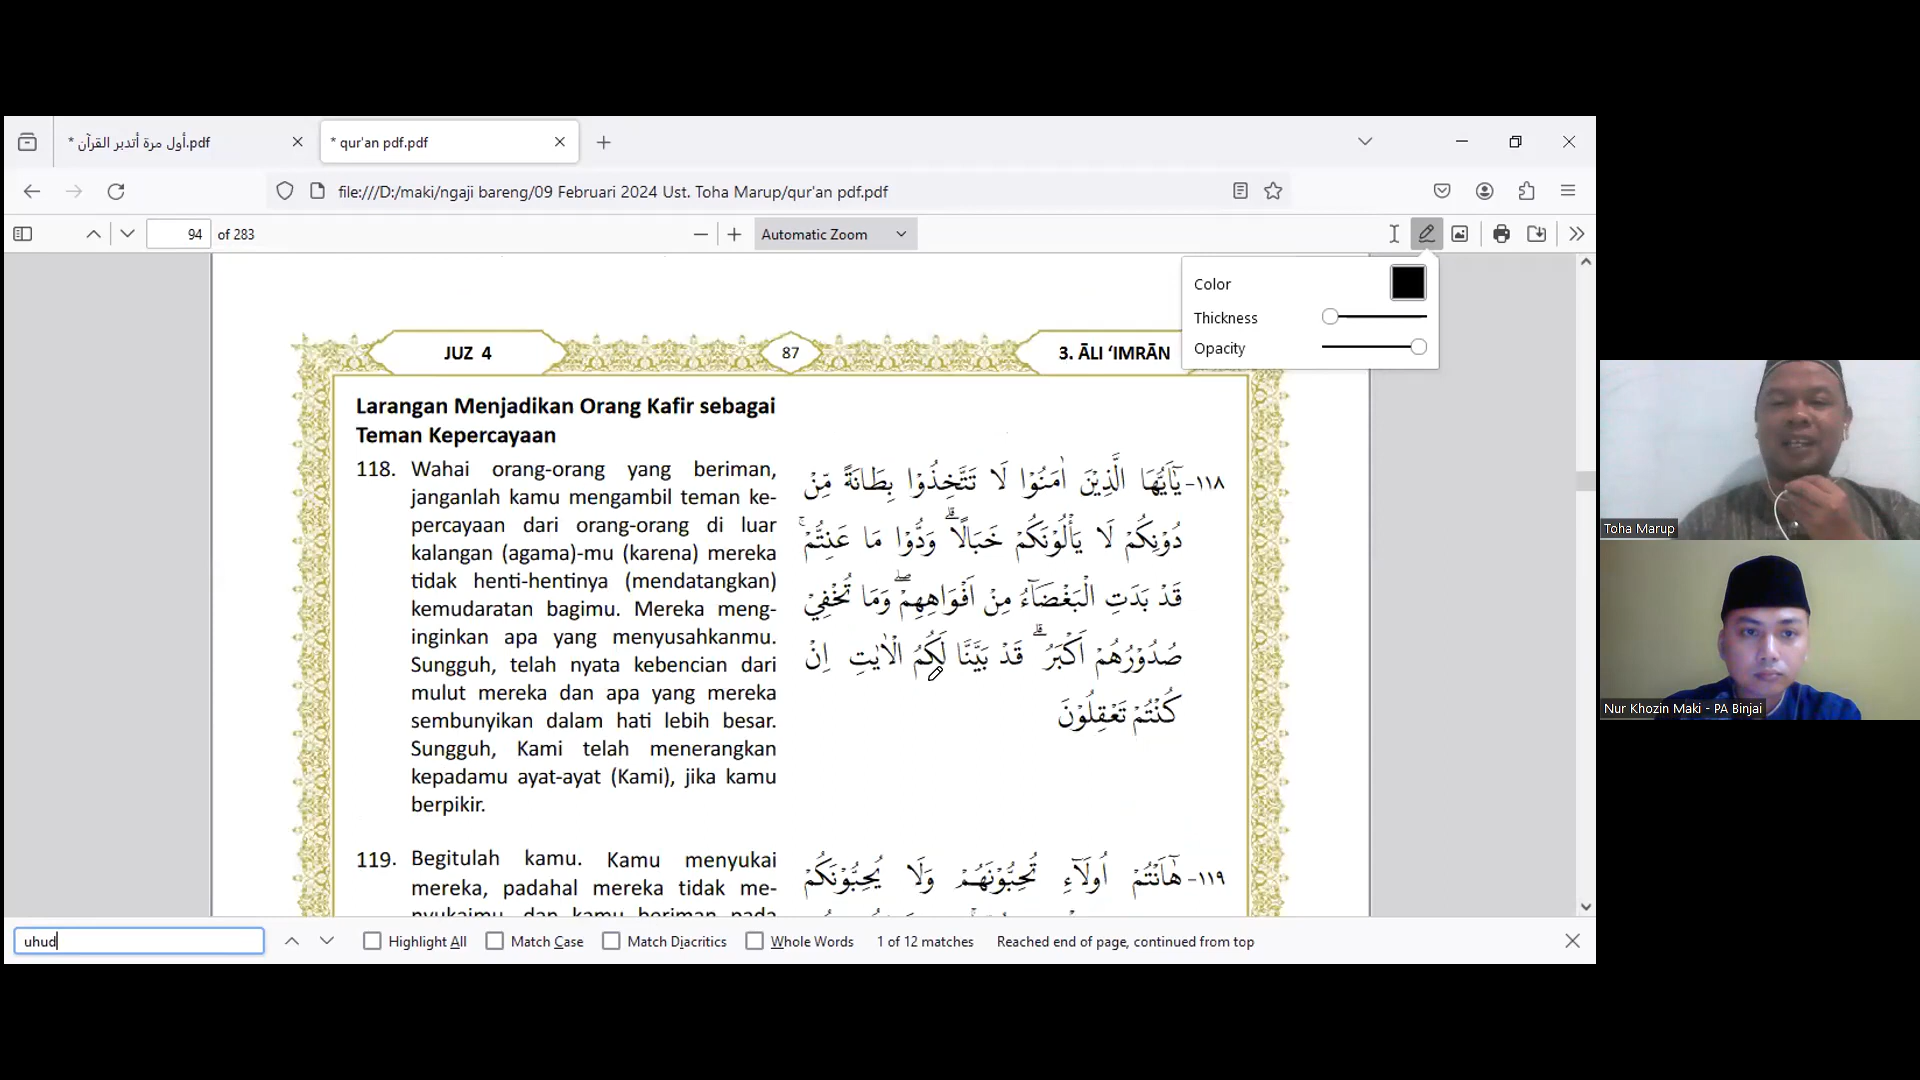 أول مرة أتدبر القرآن.pdf *
* qur'an pdf.pdf
file:///D:/maki/ngaji bareng/09 Februari 2024 Ust. Toha Marup/qur'an pdf.pdf
94 of 283
Automatic Zoom
Color
Thickness
Opacity
JUZ 4
87
3. ĀLI ‘IMRĀN
Larangan Menjadikan Orang Kafir sebagai
Teman Kepercayaan
118. Wahai orang-orang yang beriman,
janganlah kamu mengambil teman ke-
percayaan dari orang-orang di luar
kalangan (agama)-mu (karena) mereka
tidak henti-hentinya (mendatangkan)
kemudaratan bagimu. Mereka meng-
inginkan apa yang menyusahkanmu.
Sungguh, telah nyata kebencian dari
mulut mereka dan apa yang mereka
sembunyikan dalam hati lebih besar.
Sungguh, Kami telah menerangkan
kepadamu ayat-ayat (Kami), jika kamu
berpikir.
١١٨- يٰٓاَيُّهَا الَّذِيْنَ اٰمَنُوْا لَا تَتَّخِذُوْا بِطَانَةً مِّنْ
دُوْنِكُمْ لَا يَأْلُوْنَكُمْ خَبَالًاۗ وَدُّوْا مَا عَنِتُّمْۚ
قَدْ بَدَتِ الْبَغْضَاۤءُ مِنْ اَفْوَاهِهِمْۖ وَمَا تُخْفِيْ
صُدُوْرُهُمْ اَكْبَرُ ۗ قَدْ بَيَّنَّا لَكُمُ الْاٰيٰتِ اِنْ
كُنْتُمْ تَعْقِلُوْنَ
119. Begitulah kamu. Kamu menyukai
mereka, padahal mereka tidak me-
nyukaimu, dan kamu beriman pada
١١٩- هٰٓاَنْتُمْ اُولَاۤءِ تُحِبُّوْنَهُمْ وَلَا يُحِبُّوْنَكُمْ
uhud
Highlight All
Match Case
Match Diacritics
Whole Words
1 of 12 matches
Reached end of page, continued from top
Toha Marup
Nur Khozin Maki - PA Binjai